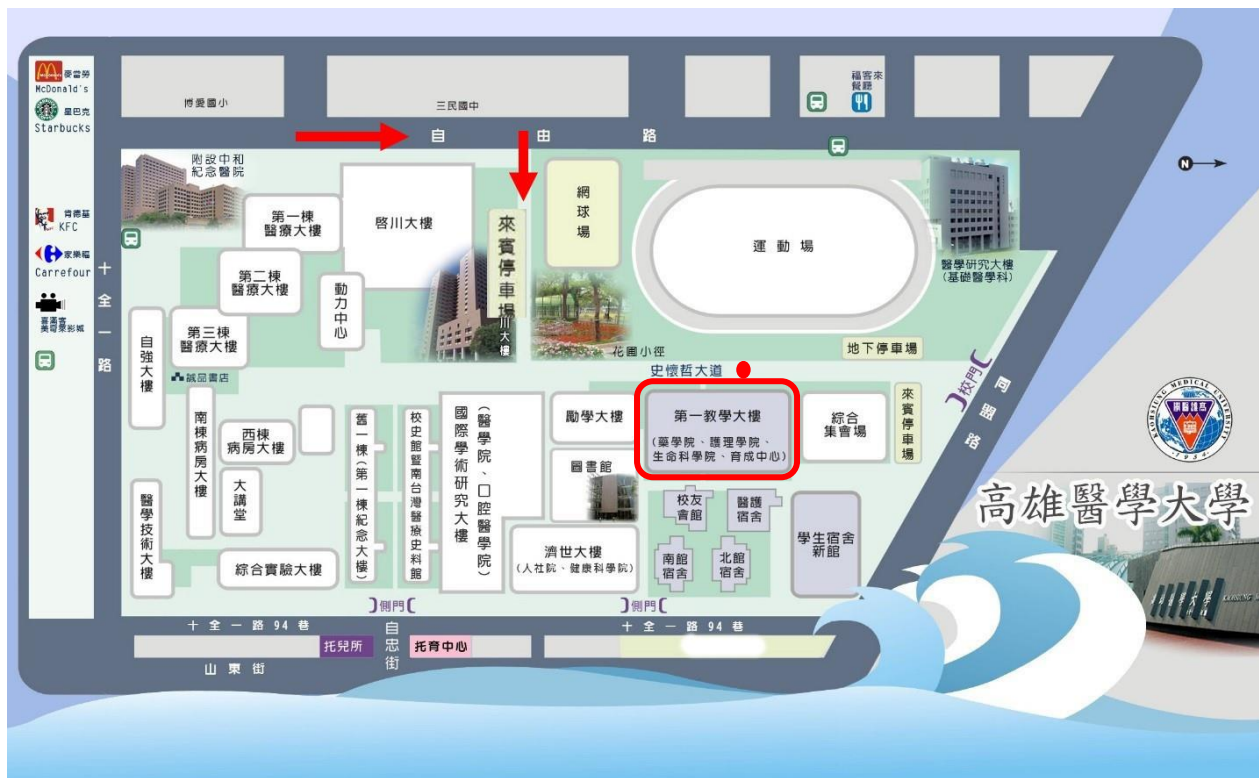 麥當勞
McDonald's
星巴克
Starbucks
肯德基
KFC
家樂福
Carrefour
喜滿客
美奇萊影城
十全一路
博愛國小
三民國中
福客來
餐廳
自由路
N
附設中和
紀念醫院
第一棟
醫療大樓
啓川大樓
來賓停車場
網球場
運動場
醫學研究大樓
(基礎醫學科)
第二棟
醫療大樓
動力中心
川大樓
第三棟
醫療大樓
自強大樓
誠品書店
花圃小徑
地下停車場
史懷哲大道
校門
同盟路
南棟病房大樓
西棟
病房大樓
大講堂
舊一棟(第一棟紀念大樓)
校史館暨南台灣醫療史料館
國際學術研究大樓
(醫學院、口腔醫學院)
勵學大樓
圖書館
第一教學大樓
(藥學院、護理學院、
生命科學院、育成中心)
綜合
集會場
來賓停車場
KAOHSIUNG MEDICAL UNIVERSITY
1954
高雄醫學大學
醫學技術大樓
綜合實驗大樓
濟世大樓
(人社院、健康科學院)
校友
會館
醫護
宿舍
南館
宿舍
北館
宿舍
學生宿舍
新館
側門
側門
十全一路94巷
自忠街
十全一路94巷
托兒所
托育中心
山東街
高雄醫學大學